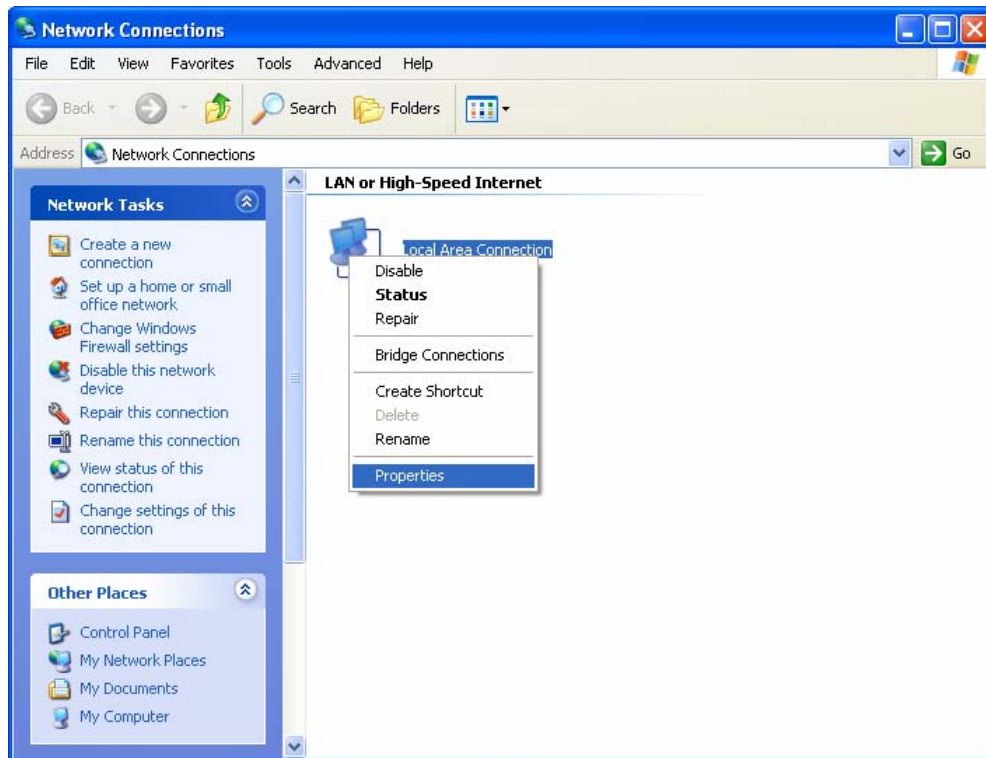 Network Connections
File Edit View Favorites Tools Advanced Help
Back Search Folders
Address Network Connections Go
Network Tasks
Create a new
connection
Set up a home or small
office network
Change Windows
Firewall settings
Disable this network
device
Repair this connection
Rename this connection
View status of this
connection
Change settings of this
connection
Other Places
Control Panel
My Network Places
My Documents
My Computer
LAN or High-Speed Internet
Local Area Connection
Disable
Status
Repair
Bridge Connections
Create Shortcut
Delete
Rename
Properties